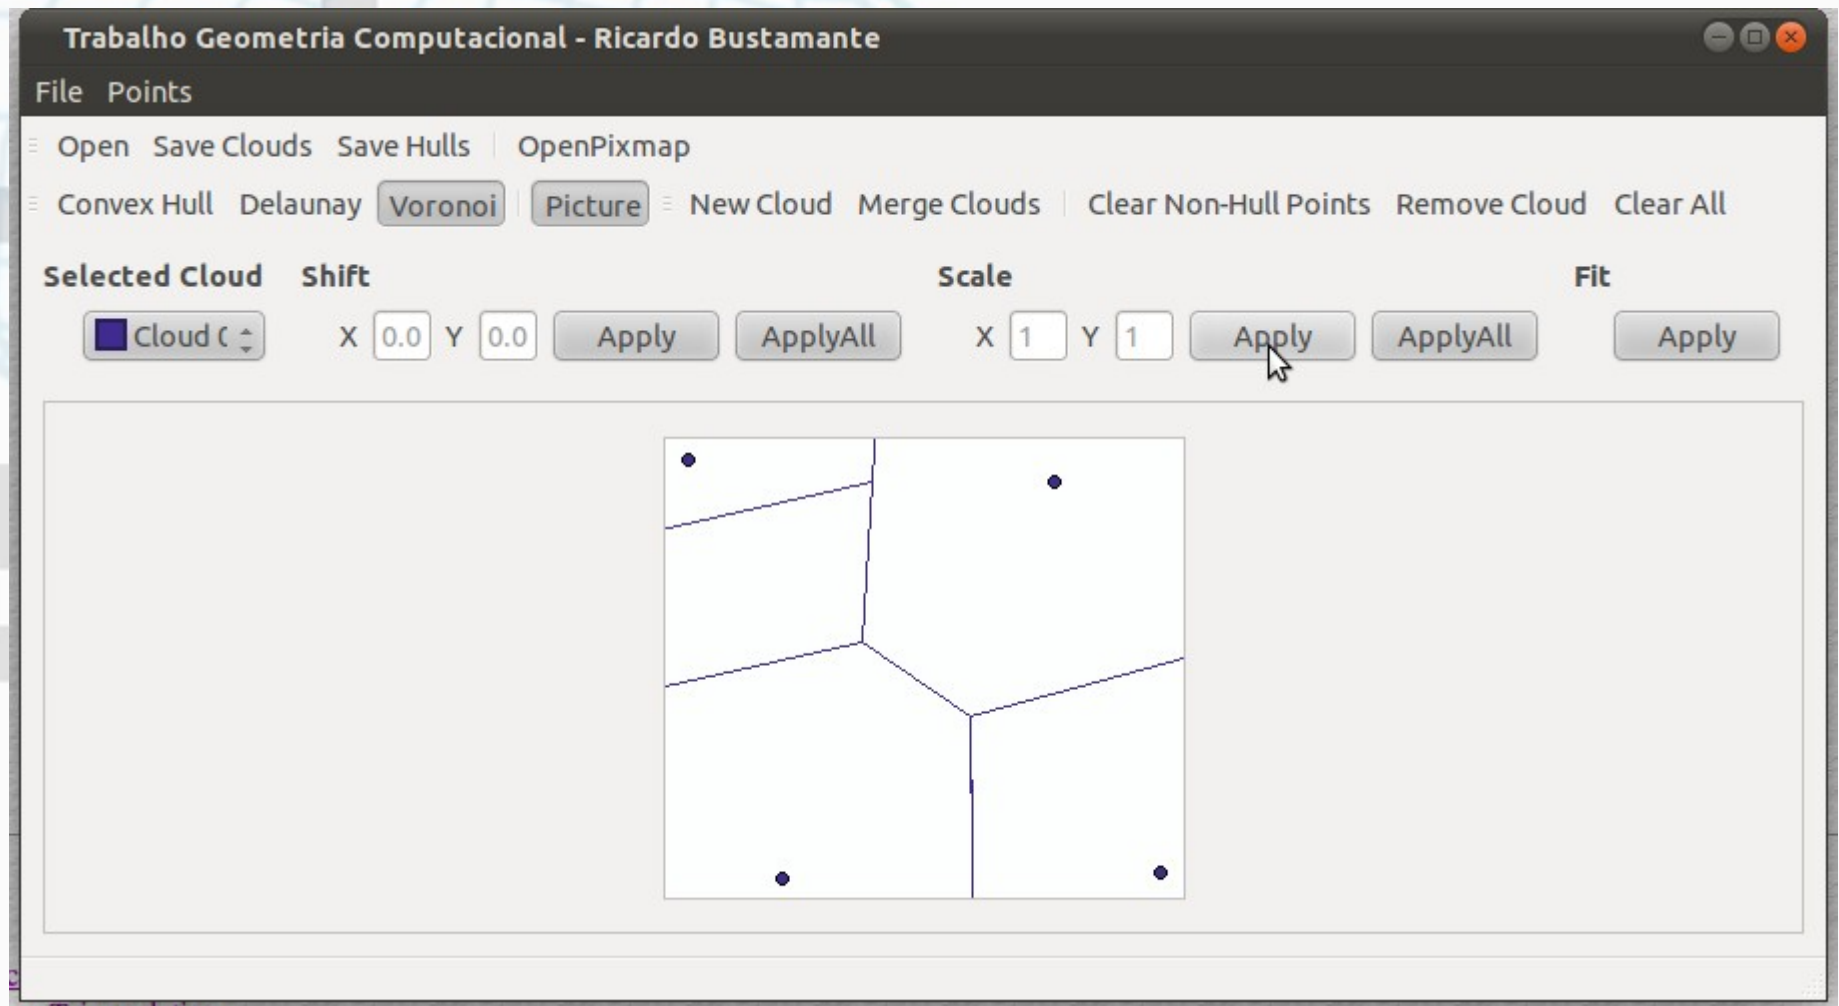 Trabalho Geometria Computacional - Ricardo Bustamante
File Points
Open Save Clouds Save Hulls OpenPixmap
Convex Hull Delaunay Voronoi Picture New Cloud Merge Clouds Clear Non-Hull Points Remove Cloud Clear All
Selected Cloud Shift Scale Fit
Cloud X 0.0 Y 0.0 Apply ApplyAll X 1 Y 1 Apply ApplyAll Apply